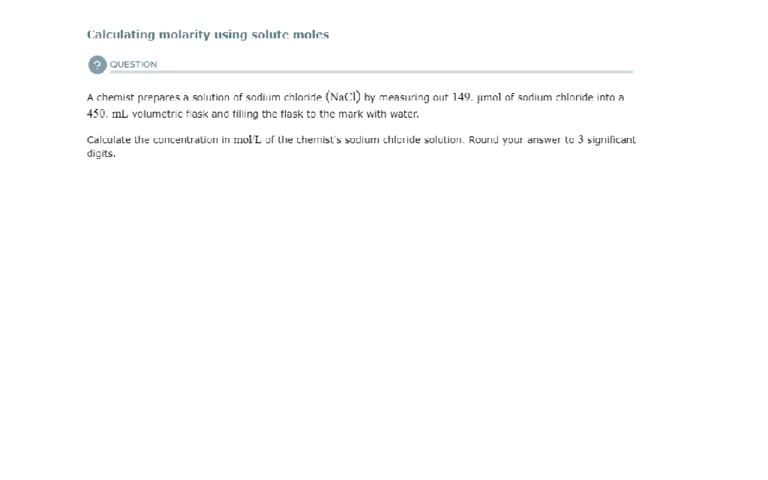 Calculating molarity using solute moles
? QUESTION
A chemist prepares a solution of sodium chloride (NaCl) by measuring out 149. μmol of sodium chloride into a
450. mL volumetric flask and filling the flask to the mark with water.
Calculate the concentration in mol/L of the chemist's sodium chloride solution. Round your answer to 3 significant
digits.